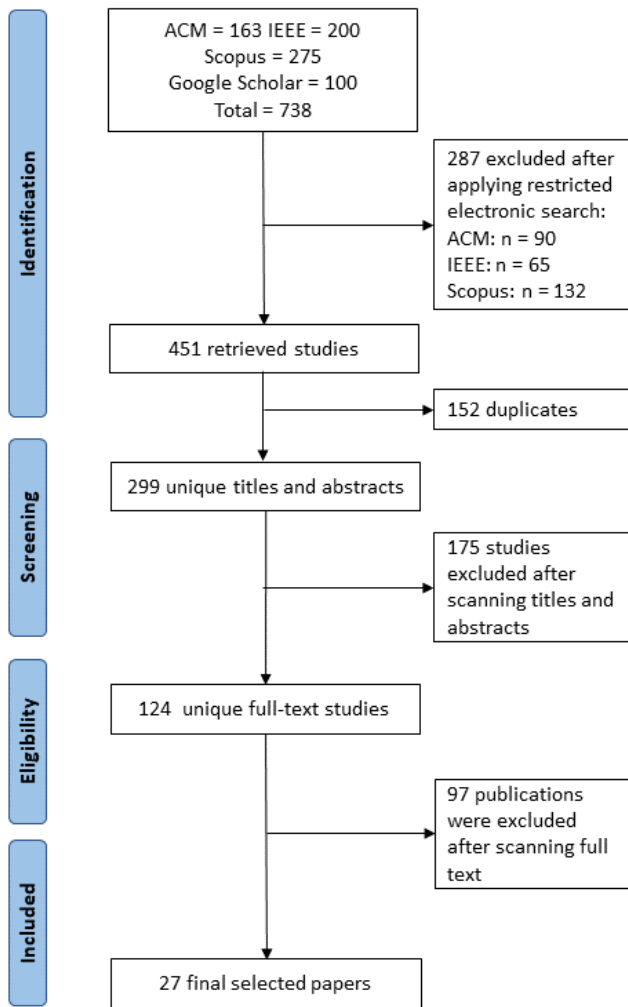 ACM = 163 IEEE = 200
Scopus = 275
Google Scholar = 100
Total = 738
Identification
287 excluded after
applying restricted
electronic search:
ACM: n = 90
IEEE: n = 65
Scopus: n = 132
451 retrieved studies
152 duplicates
Screening
299 unique titles and abstracts
175 studies
excluded after
scanning titles and
abstracts
Eligibility
124 unique full-text studies
97 publications
were excluded
after scanning full
text
Included
27 final selected papers